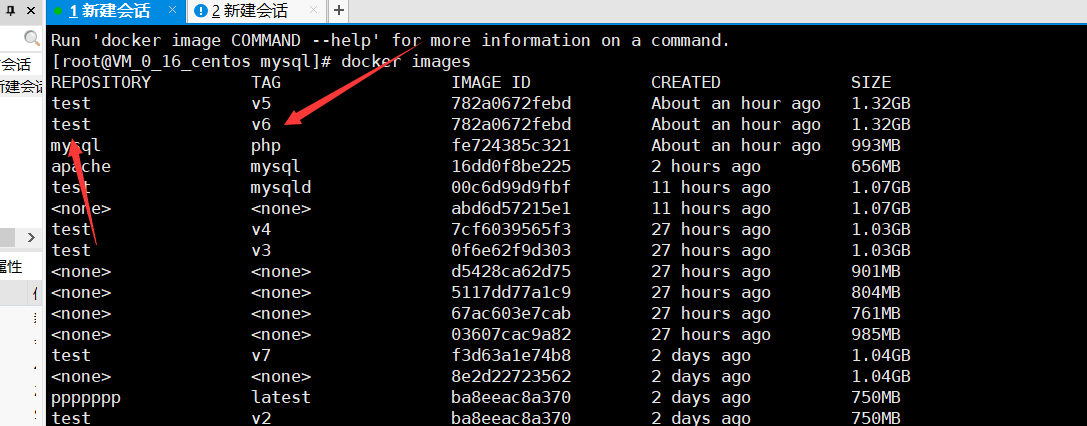 1 新建会话
2 新建会话
会话
新建会话
属性
Run 'docker image COMMAND --help' for more information on a command.
[root@VM_0_16_centos mysql]# docker images
REPOSITORY TAG IMAGE ID CREATED SIZE
test v5 782a0672febd About an hour ago 1.32GB
test v6 782a0672febd About an hour ago 1.32GB
mysql php fe724385c321 About an hour ago 993MB
apache mysql 16dd0f8be225 2 hours ago 656MB
test mysqld 00c6d99d9fbf 11 hours ago 1.07GB
<none> <none> abd6d57215e1 11 hours ago 1.07GB
test v4 7cf6039565f3 27 hours ago 1.03GB
test v3 0f6e62f9d303 27 hours ago 1.03GB
<none> <none> d5428ca62d75 27 hours ago 901MB
<none> <none> 5117dd77a1c9 27 hours ago 804MB
<none> <none> 67ac603e7cab 27 hours ago 761MB
<none> <none> 03607cac9a82 27 hours ago 985MB
test v7 f3d63a1e74b8 2 days ago 1.04GB
<none> <none> 8e2d22723562 2 days ago 1.04GB
ppppppp latest ba8eeac8a370 2 days ago 750MB
test v2 ba8eeac8a370 2 days ago 750MB